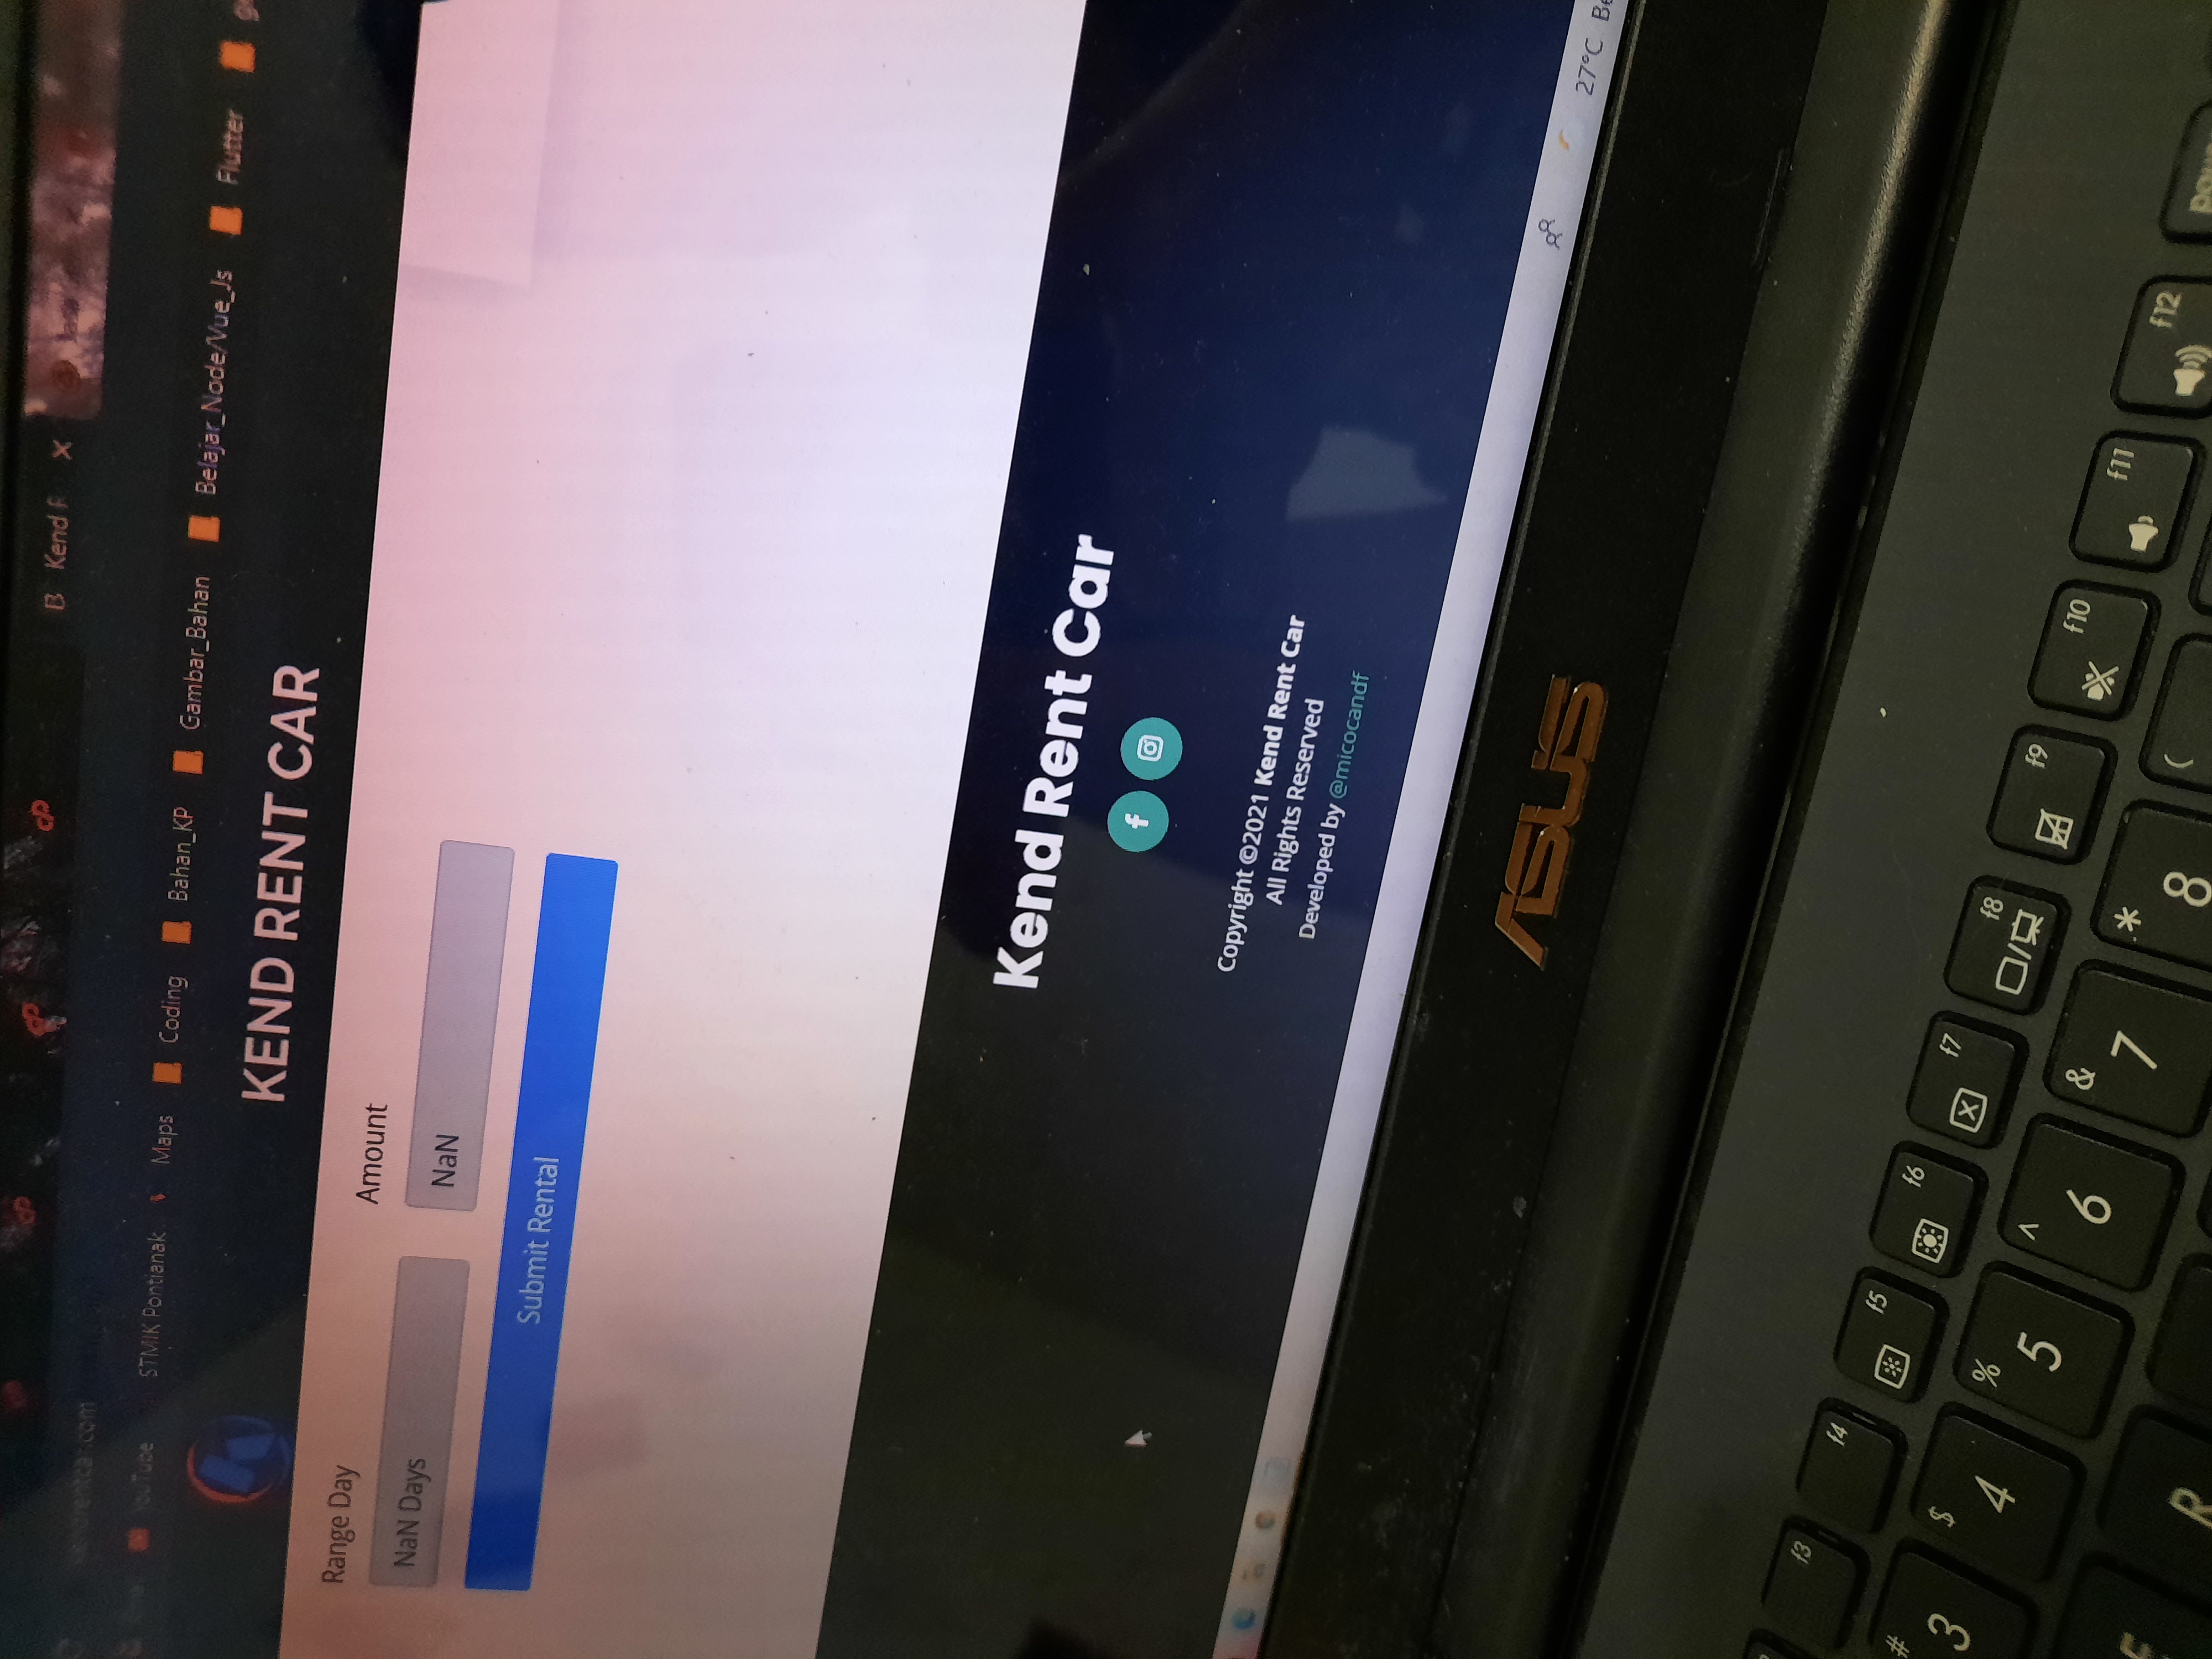 Kend R
YouTube
STMIK Pontianak
Maps
Coding
Bahan_KP
Gambar_Bahan
Belajar_Node/Vue_Js
Flutter
KEND RENT CAR
Range Day
Amount
NaN Days
NaN
Submit Rental
Kend Rent Car
Copyright ©2021 Kend Rent Car
All Rights Reserved
Developed by @micocandf
27°C Be
ASUS
f3
f4
f5
f6
f7
f8
f9
f10
f11
f12
# 3
$ 4
% 5
^ 6
& 7
* 8
(
R